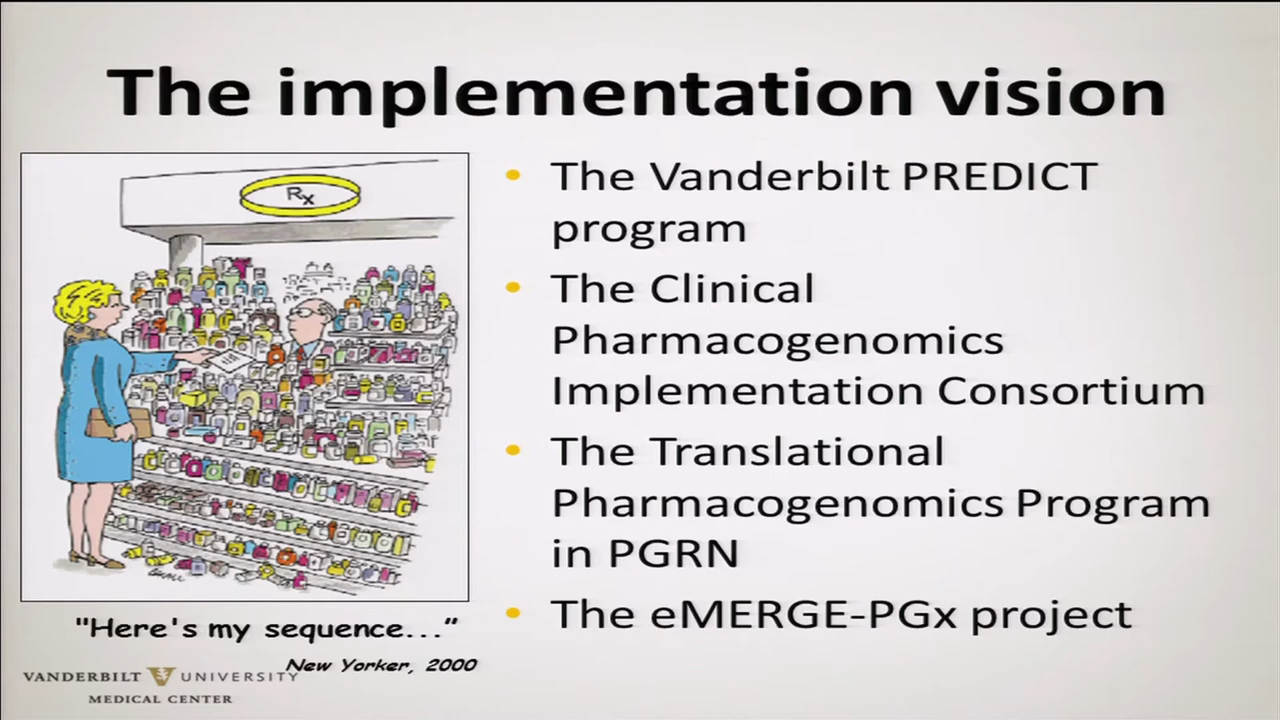 The implementation vision
Rx
"Here's my sequence..."
New Yorker, 2000
• The Vanderbilt PREDICT
program
• The Clinical
Pharmacogenomics
Implementation Consortium
• The Translational
Pharmacogenomics Program
in PGRN
• The eMERGE-PGx project
VANDERBILT V UNIVERSITY
MEDICAL CENTER